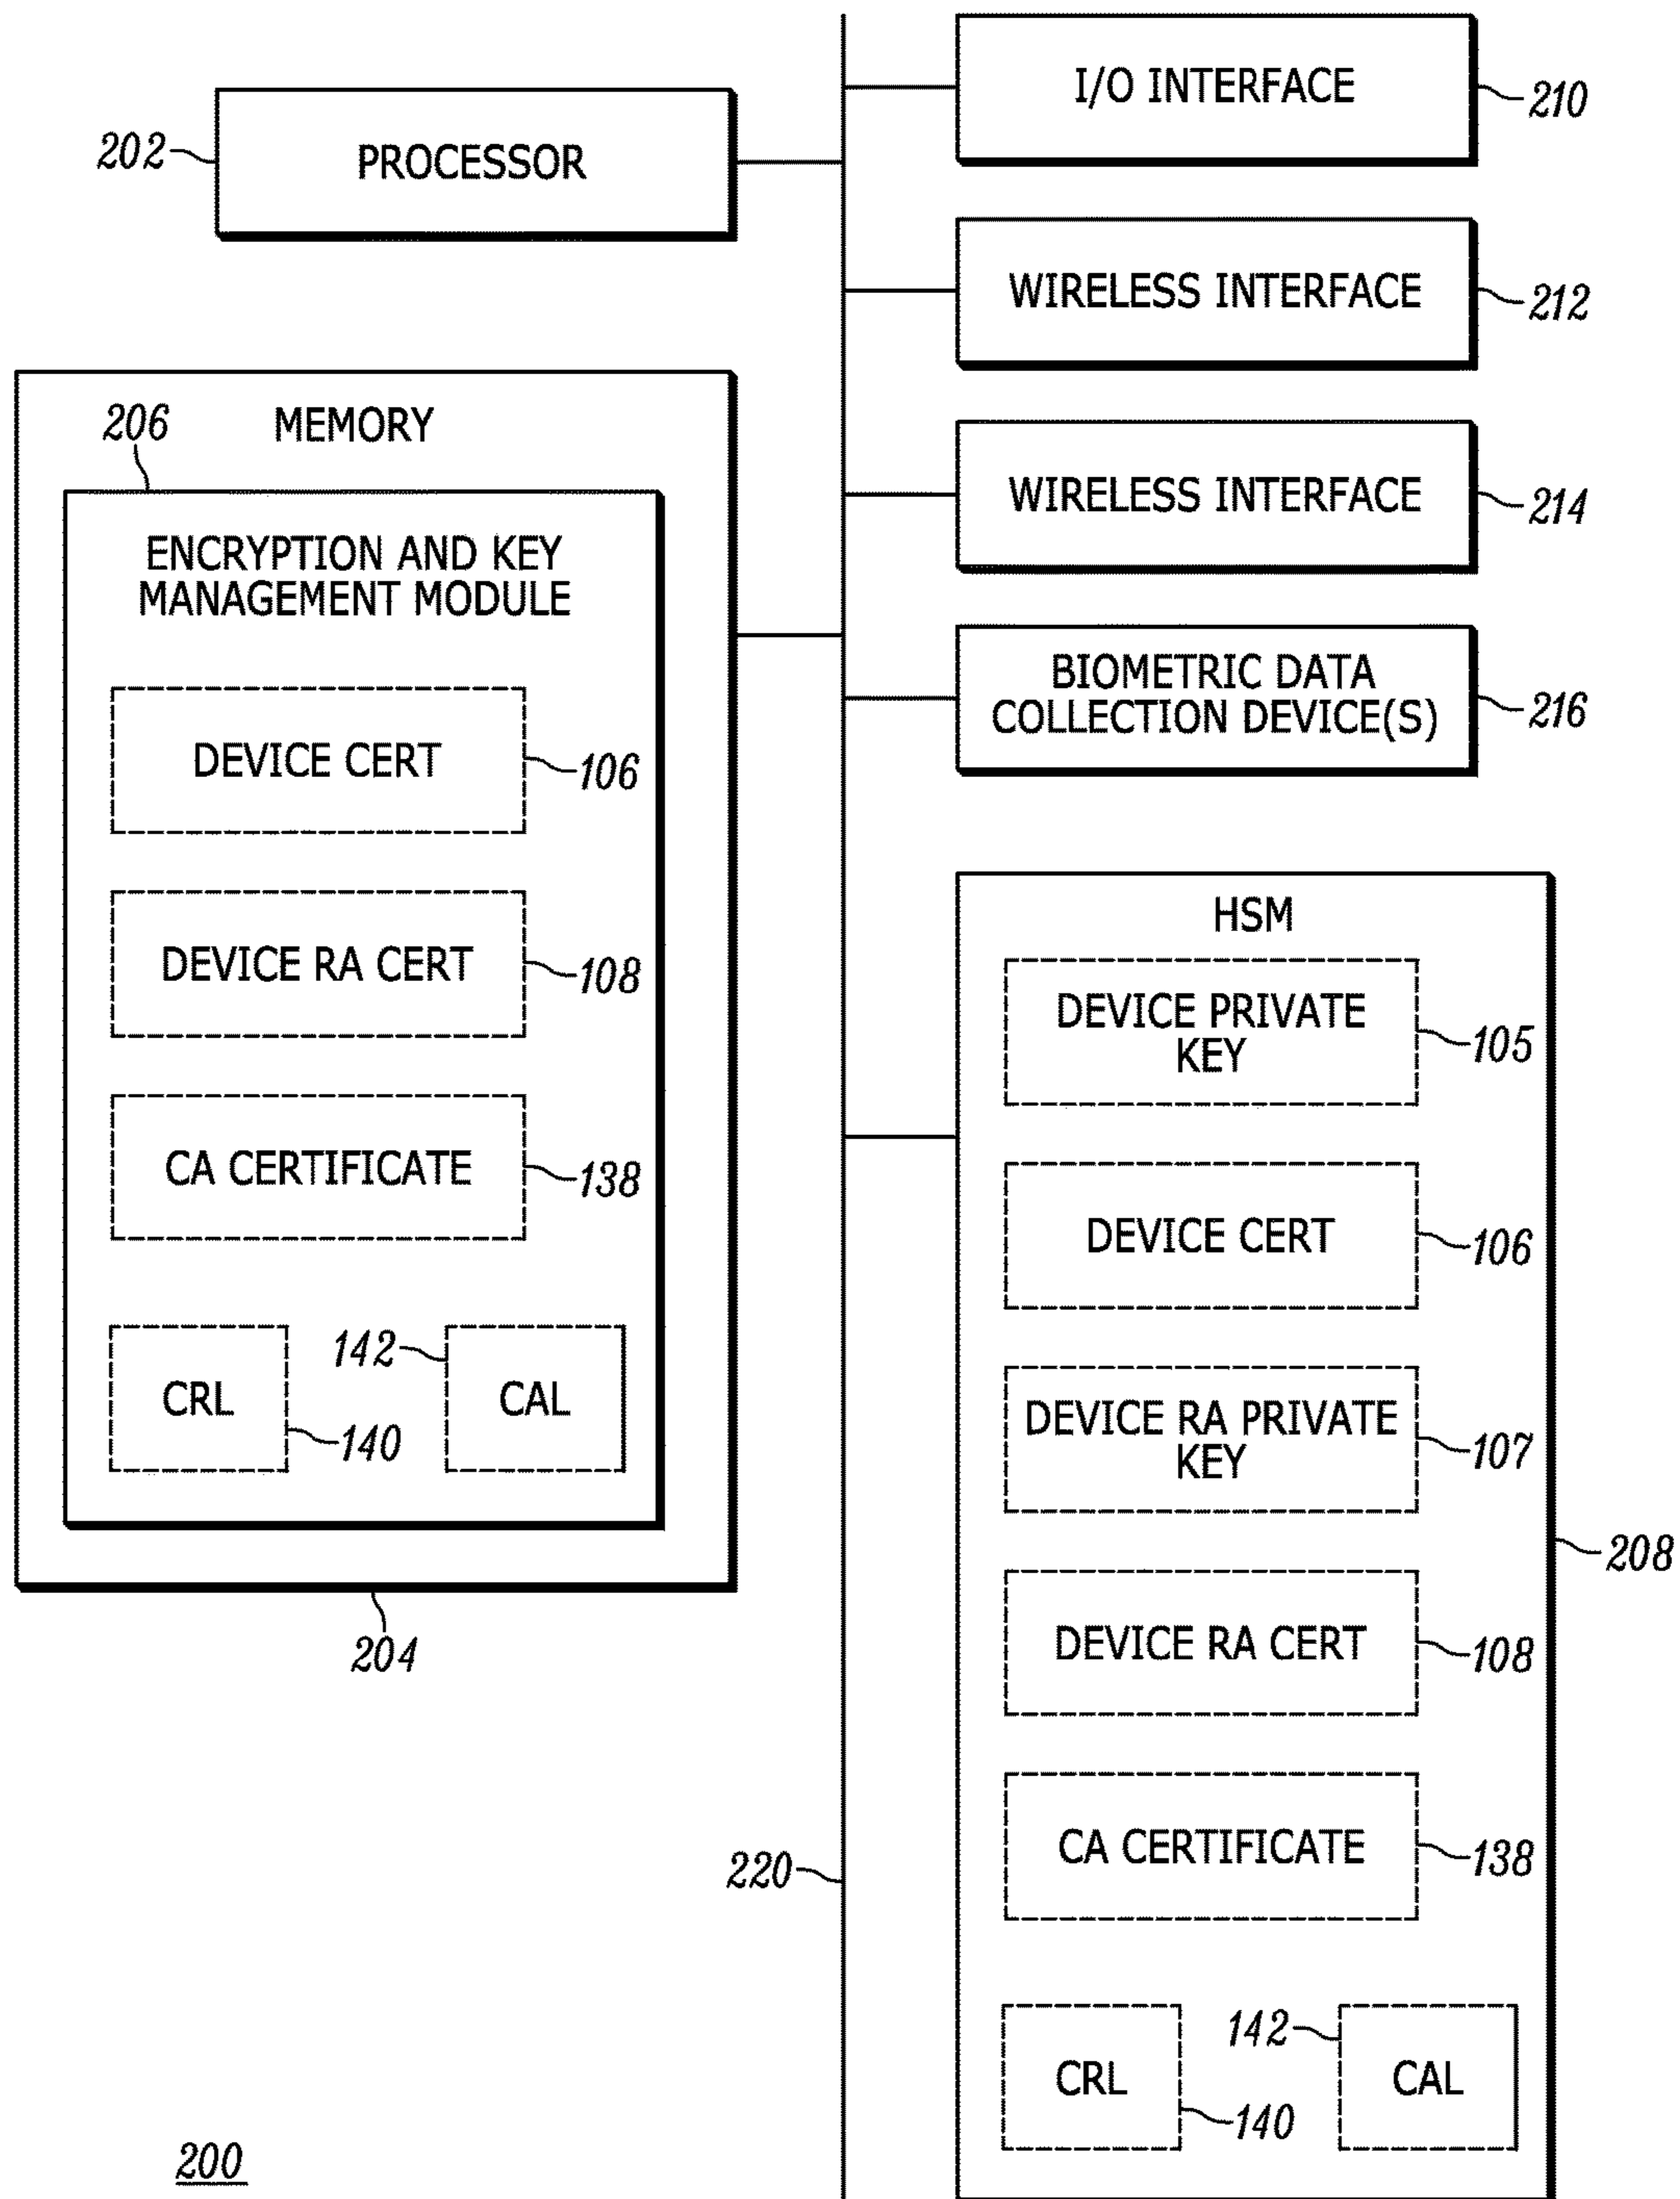 I/O INTERFACE
210
202
PROCESSOR
WIRELESS INTERFACE
212
MEMORY
206
WIRELESS INTERFACE
214
ENCRYPTION AND KEY
MANAGEMENT MODULE
BIOMETRIC DATA
COLLECTION DEVICE(S)
216
DEVICE CERT
106
DEVICE RA CERT
108
CA CERTIFICATE
138
CRL
140
142
CAL
204
HSM
DEVICE PRIVATE
KEY
105
DEVICE CERT
106
DEVICE RA PRIVATE
KEY
107
208
DEVICE RA CERT
108
CA CERTIFICATE
138
220
CRL
140
142
CAL
200